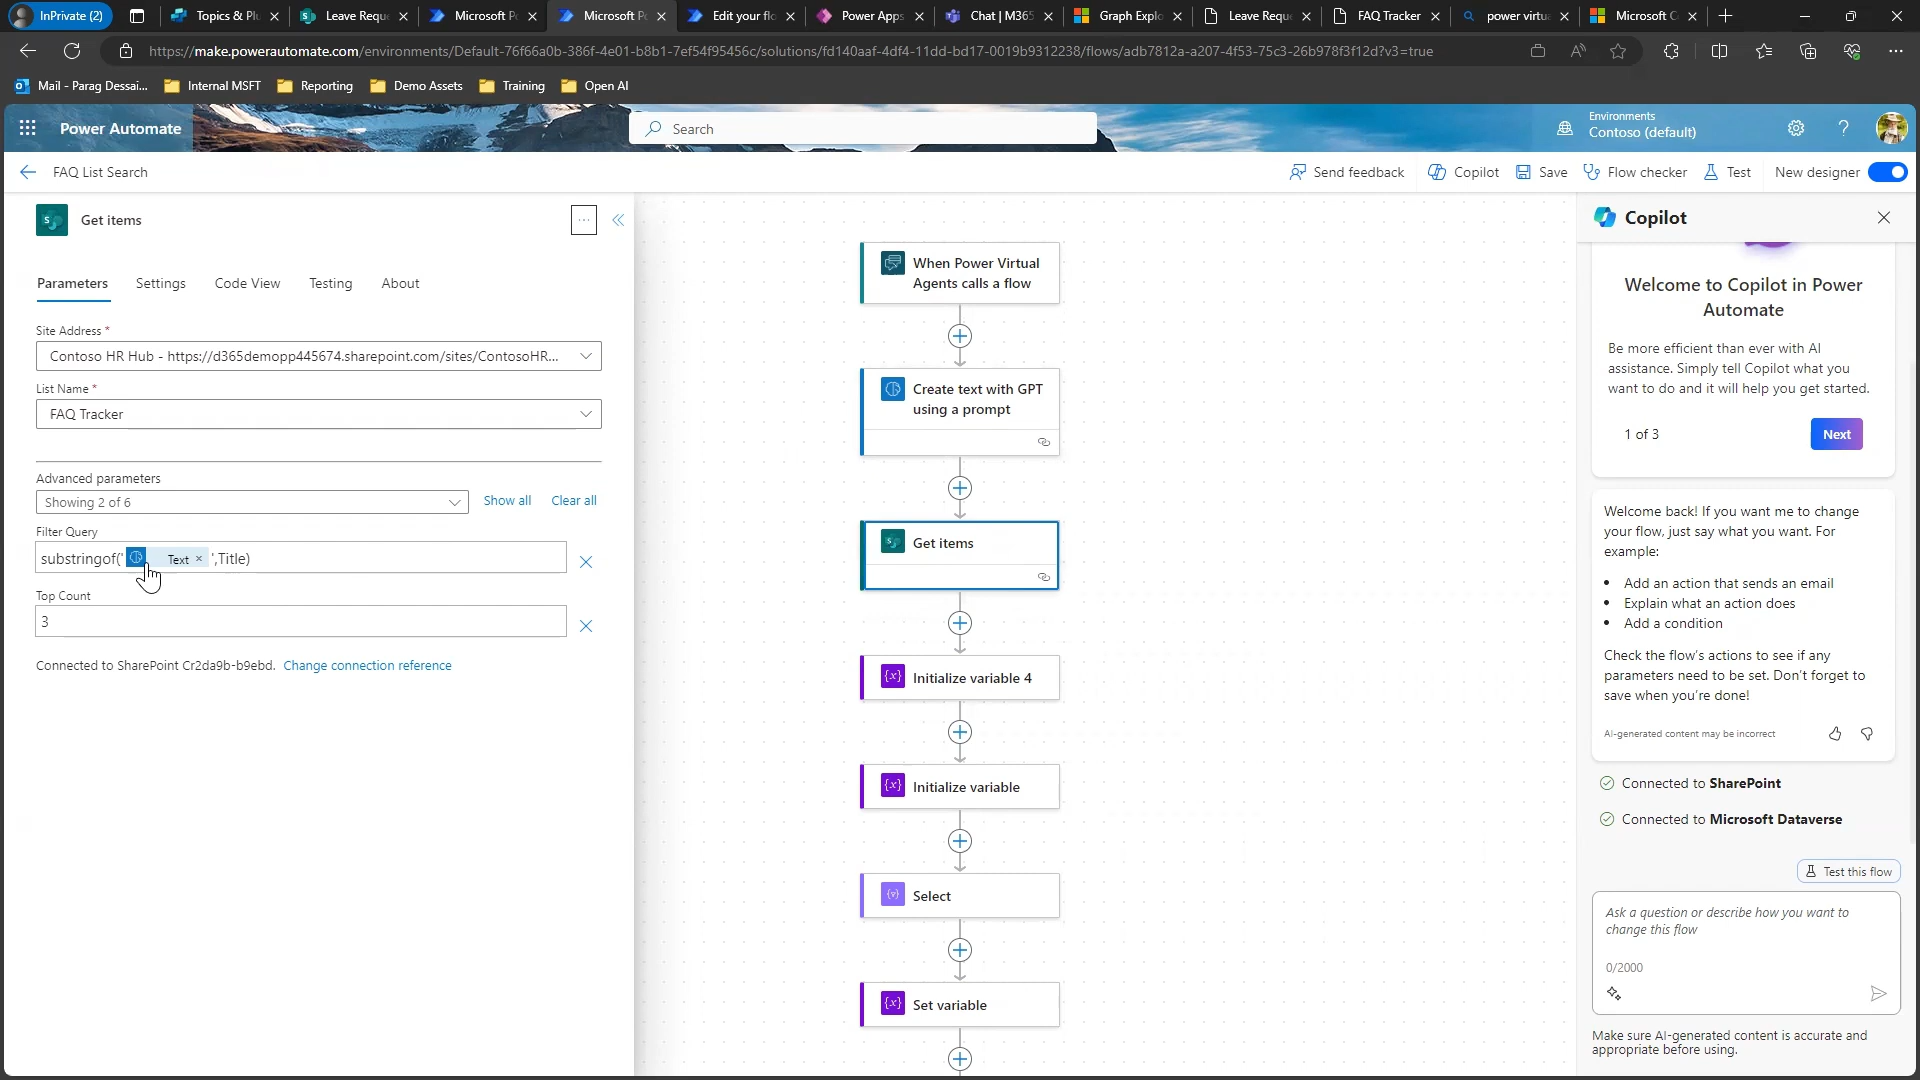 InPrivate (2)
Topics & Plu
Leave Reque
Microsoft Po
Microsoft Po
Edit your flo
Power Apps
Chat | M365
Graph Explo
Leave Reque
FAQ Tracker
power virtua
Microsoft C
https://make.powerautomate.com/environments/Default-76f66a0b-386f-4e01-b8b1-7ef54f95456c/solutions/fd140aaf-4df4-11dd-bd17-0019b9312238/flows/adb7812a-a207-4f53-75c3-26b978f3f12d?v3=true
Mail - Parag Dessai...
Internal MSFT
Reporting
Demo Assets
Training
Open AI
Power Automate
Search
Environments
Contoso (default)
FAQ List Search
Send feedback
Copilot
Save
Flow checker
Test
New designer
Get items
Parameters
Settings
Code View
Testing
About
Site Address *
Contoso HR Hub - https://d365demopp445674.sharepoint.com/sites/ContosoHR...
List Name *
FAQ Tracker
Advanced parameters
Showing 2 of 6
Show all
Clear all
Filter Query
substringof(' Text × ',Title)
Top Count
3
Connected to SharePoint Cr2da9b-b9ebd. Change connection reference
When Power Virtual
Agents calls a flow
Create text with GPT
using a prompt
Get items
Initialize variable 4
Initialize variable
Select
Set variable
Copilot
Welcome to Copilot in Power
Automate
Be more efficient than ever with AI
assistance. Simply tell Copilot what you
want to do and it will help you get started.
1 of 3
Next
Welcome back! If you want me to change
your flow, just say what you want. For
example:
• Add an action that sends an email
• Explain what an action does
• Add a condition
Check the flow's actions to see if any
parameters need to be set. Don't forget to
save when you're done!
AI-generated content may be incorrect
Connected to SharePoint
Connected to Microsoft Dataverse
Test this flow
Ask a question or describe how you want to
change this flow
0/2000
Make sure AI-generated content is accurate and
appropriate before using.